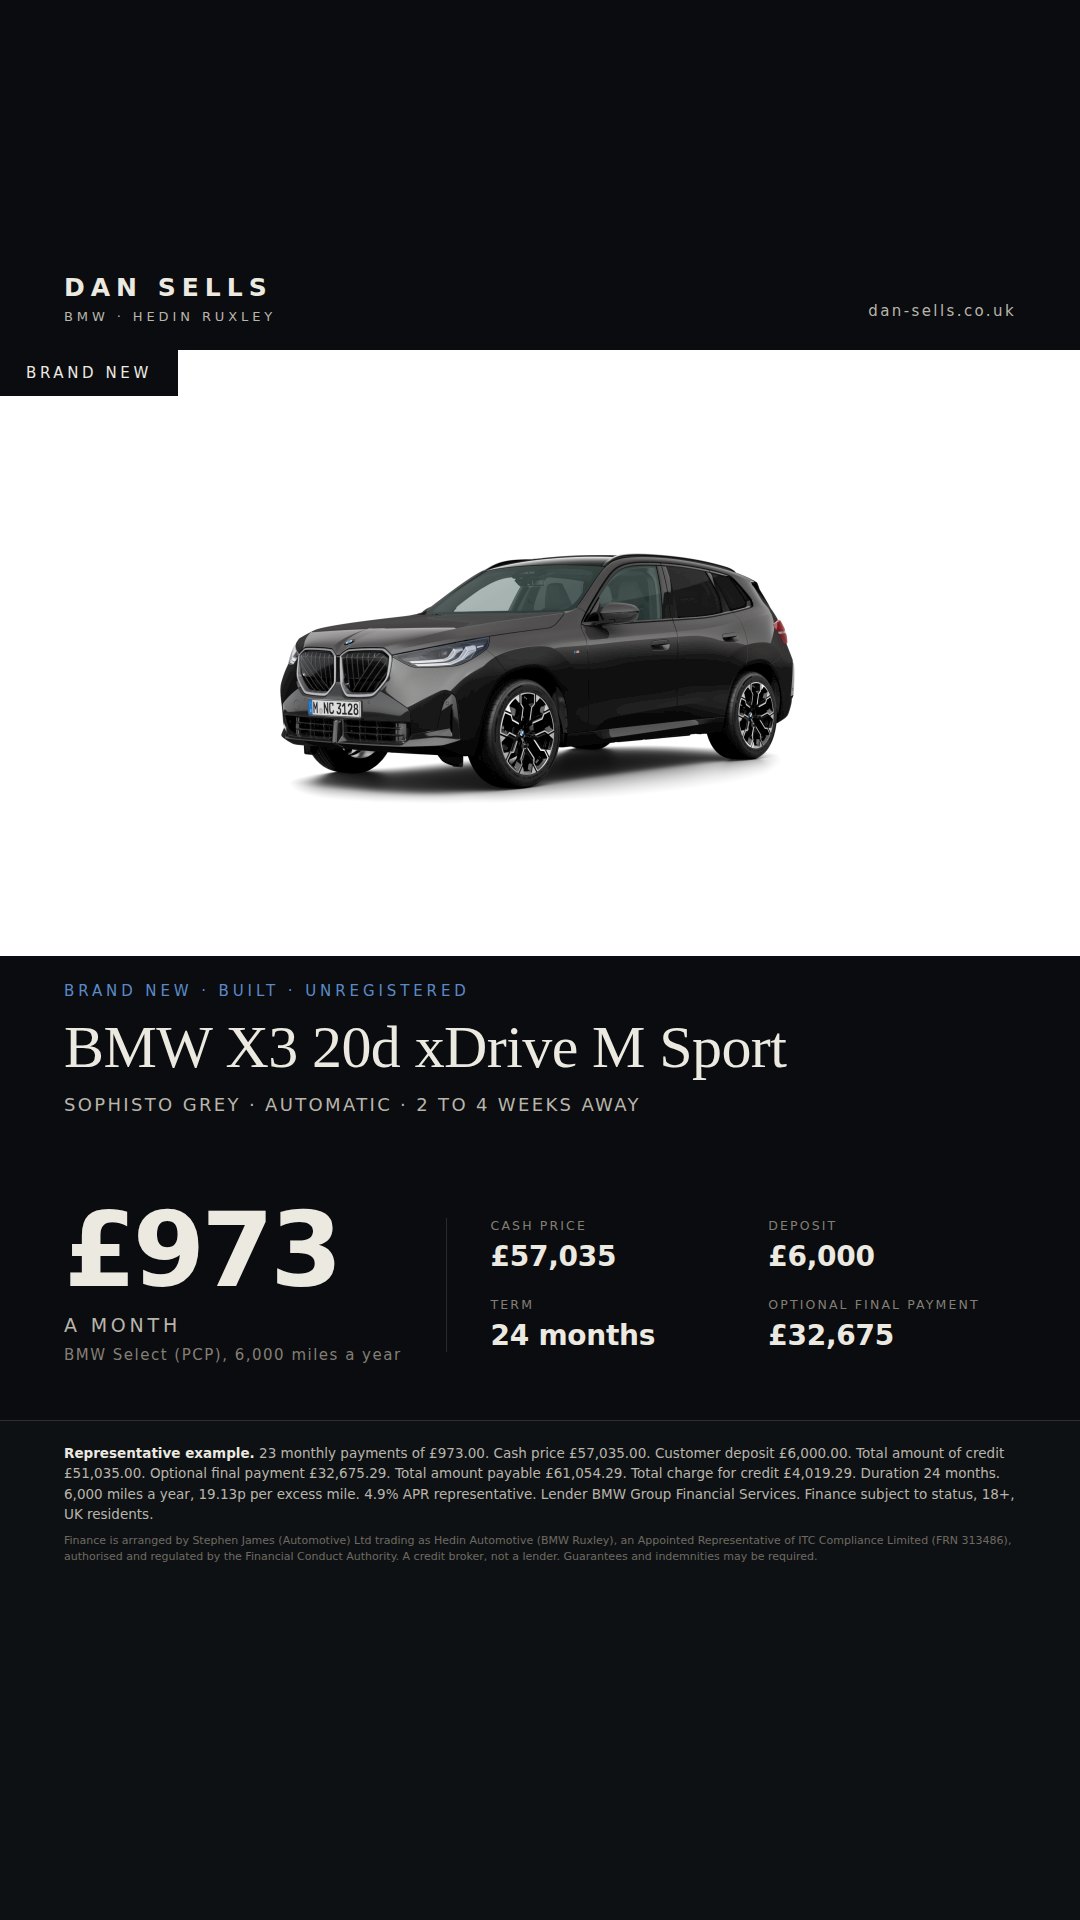 DAN SELLS
BMW · HEDIN RUXLEY
dan-sells.co.uk
BRAND NEW
M NC 3128
BRAND NEW · BUILT · UNREGISTERED
BMW X3 20d xDrive M Sport
SOPHISTO GREY · AUTOMATIC · 2 TO 4 WEEKS AWAY
£973
A MONTH
BMW Select (PCP), 6,000 miles a year
CASH PRICE
£57,035
DEPOSIT
£6,000
TERM
24 months
OPTIONAL FINAL PAYMENT
£32,675
Representative example. 23 monthly payments of £973.00. Cash price £57,035.00. Customer deposit £6,000.00. Total amount of credit
£51,035.00. Optional final payment £32,675.29. Total amount payable £61,054.29. Total charge for credit £4,019.29. Duration 24 months.
6,000 miles a year, 19.13p per excess mile. 4.9% APR representative. Lender BMW Group Financial Services. Finance subject to status, 18+,
UK residents.
Finance is arranged by Stephen James (Automotive) Ltd trading as Hedin Automotive (BMW Ruxley), an Appointed Representative of ITC Compliance Limited (FRN 313486),
authorised and regulated by the Financial Conduct Authority. A credit broker, not a lender. Guarantees and indemnities may be required.